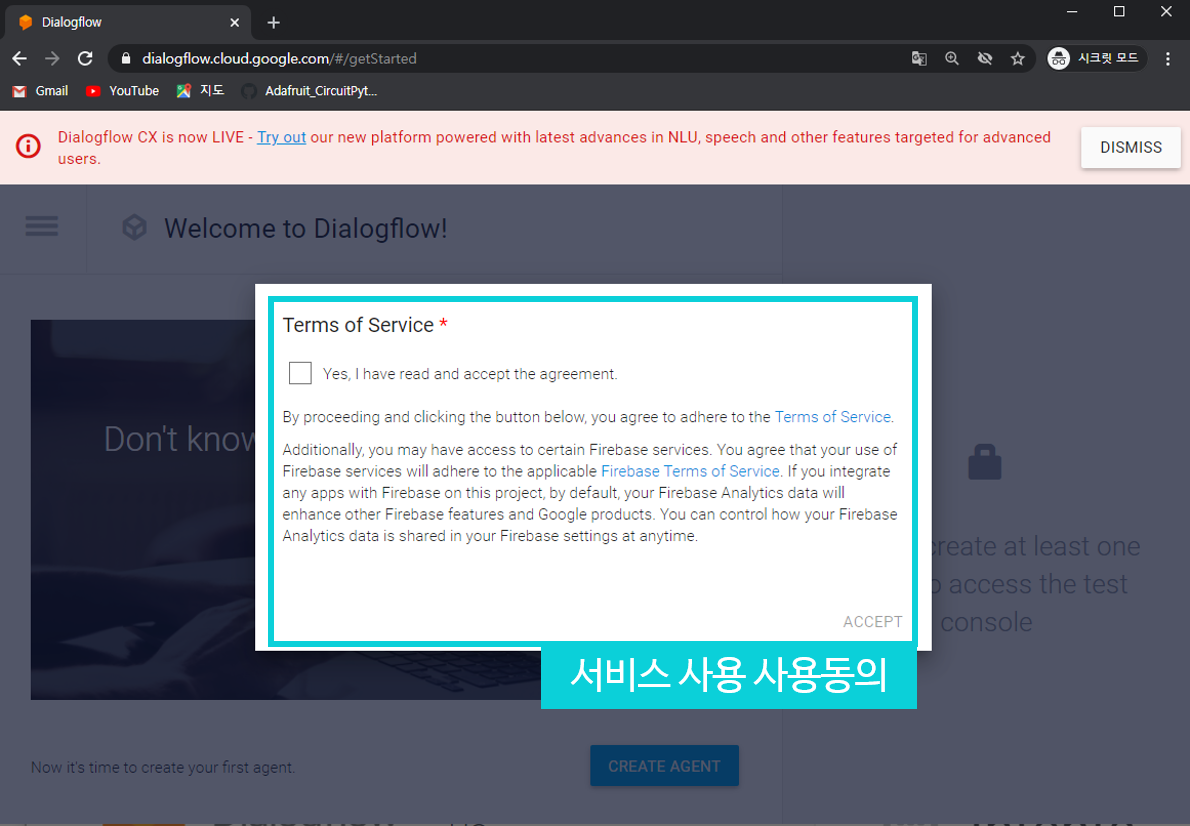 Dialogflow
dialogflow.cloud.google.com/#/getStarted
시크릿 모드
Gmail
YouTube
지도
Adafruit_CircuitPyt...
Dialogflow CX is now LIVE - Try out our new platform powered with latest advances in NLU, speech and other features targeted for advanced
users.
DISMISS
Welcome to Dialogflow!
Terms of Service *
Yes, I have read and accept the agreement.
By proceeding and clicking the button below, you agree to adhere to the Terms of Service.
Additionally, you may have access to certain Firebase services. You agree that your use of
Firebase services will adhere to the applicable Firebase Terms of Service. If you integrate
any apps with Firebase on this project, by default, your Firebase Analytics data will
enhance other Firebase features and Google products. You can control how your Firebase
Analytics data is shared in your Firebase settings at anytime.
ACCEPT
Don't know
create at least one
to access the test
console
서비스 사용 사용동의
Now it's time to create your first agent.
CREATE AGENT